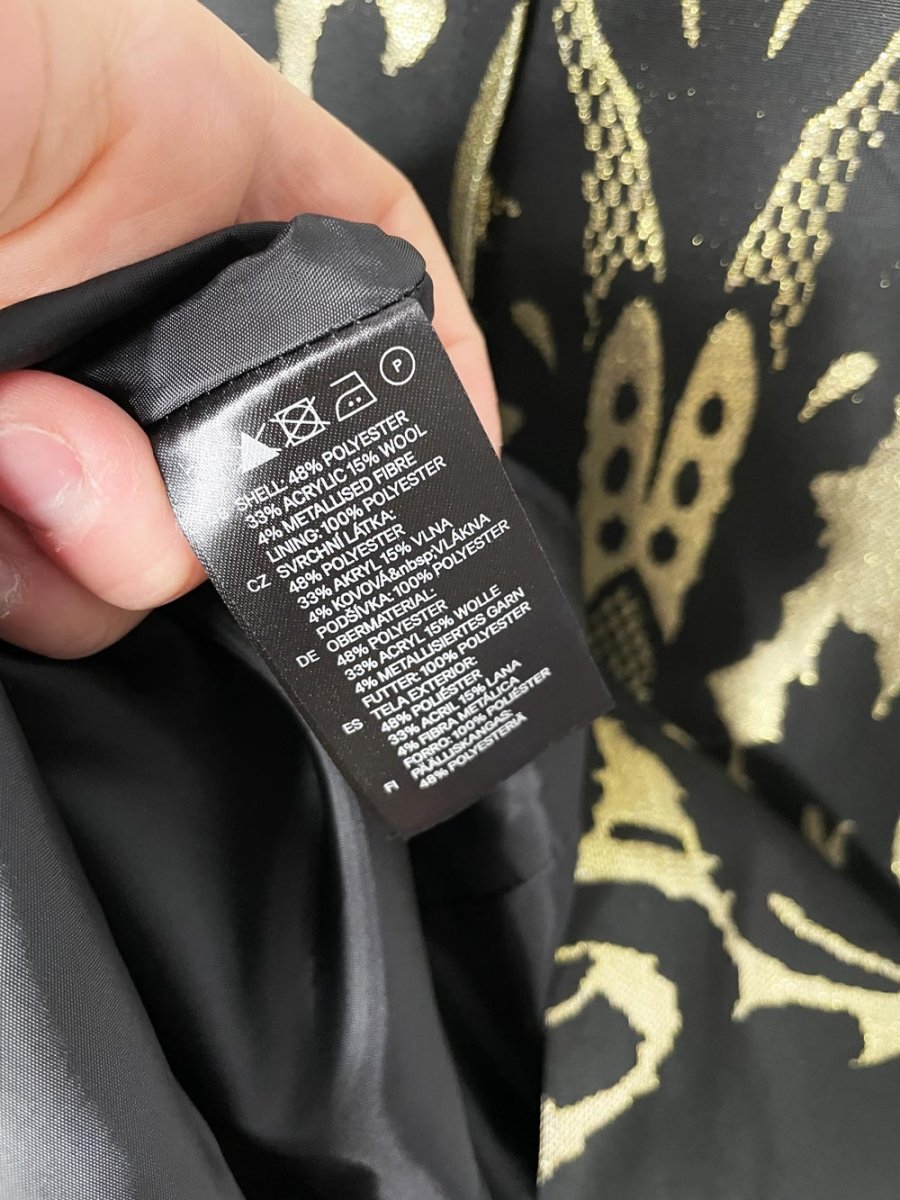 P
SHELL: 48% POLYESTER
33% ACRYLIC 15% WOOL
4% METALLISED FIBRE
LINING: 100% POLYESTER
CZ SVRCHNÍ LÁTKA:
48% POLYESTER
33% AKRYL 15% VLNA
4% KOVOVÁ&nbsp;VLÁKNA
PODŠÍVKA: 100% POLYESTER
DE OBERMATERIAL:
48% POLYESTER
33% ACRYL 15% WOLLE
4% METALLISIERTES GARN
FUTTER: 100% POLYESTER
ES TELA EXTERIOR:
48% POLIÉSTER
33% ACRIL 15% LANA
4% FIBRA METÁLICA
FORRO: 100% POLIÉSTER
FI PÄÄLLISKANGAS:
48% POLYESTERIÄ